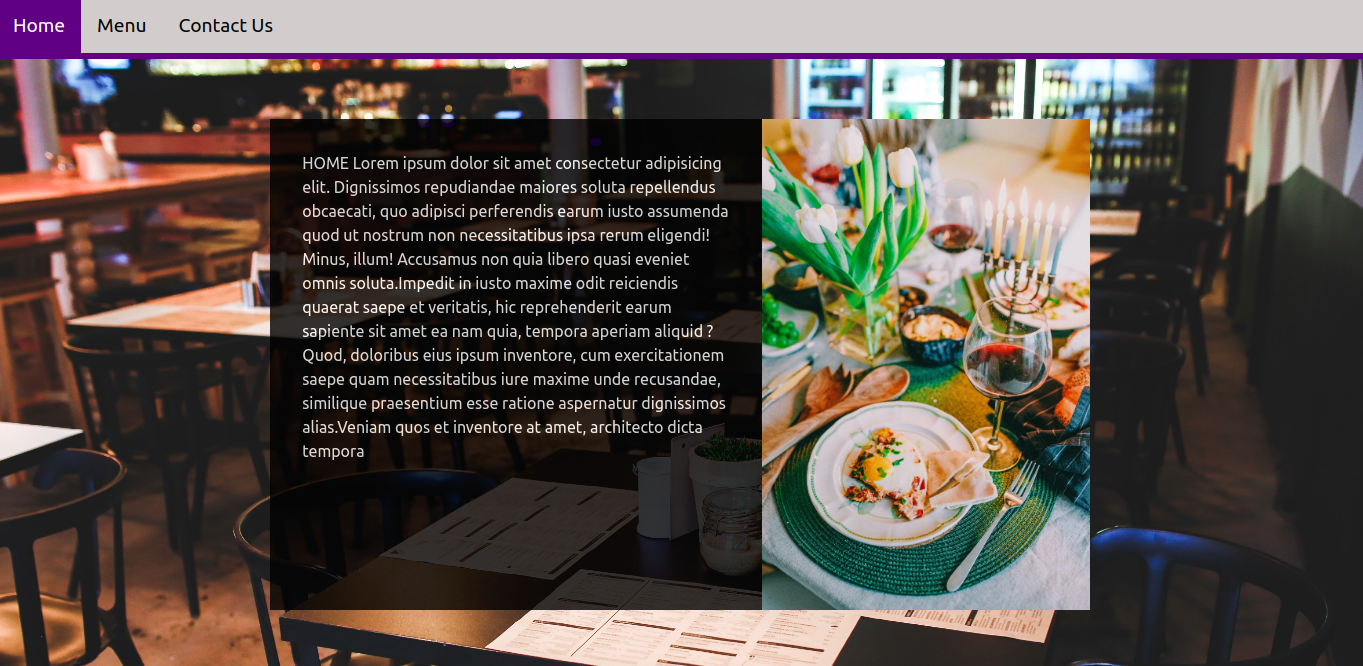 Home Menu Contact Us
HOME Lorem ipsum dolor sit amet consectetur adipisicing
elit. Dignissimos repudiandae maiores soluta repellendus
obcaecati, quo adipisci perferendis earum iusto assumenda
quod ut nostrum non necessitatibus ipsa rerum eligendi!
Minus, illum! Accusamus non quia libero quasi eveniet
omnis soluta.Impedit in iusto maxime odit reiciendis
quaerat saepe et veritatis, hic reprehenderit earum
sapiente sit amet ea nam quia, tempora aperiam aliquid ?
Quod, doloribus eius ipsum inventore, cum exercitationem
saepe quam necessitatibus iure maxime unde recusandae,
similique praesentium esse ratione aspernatur dignissimos
alias.Veniam quos et inventore at amet, architecto dicta
tempora